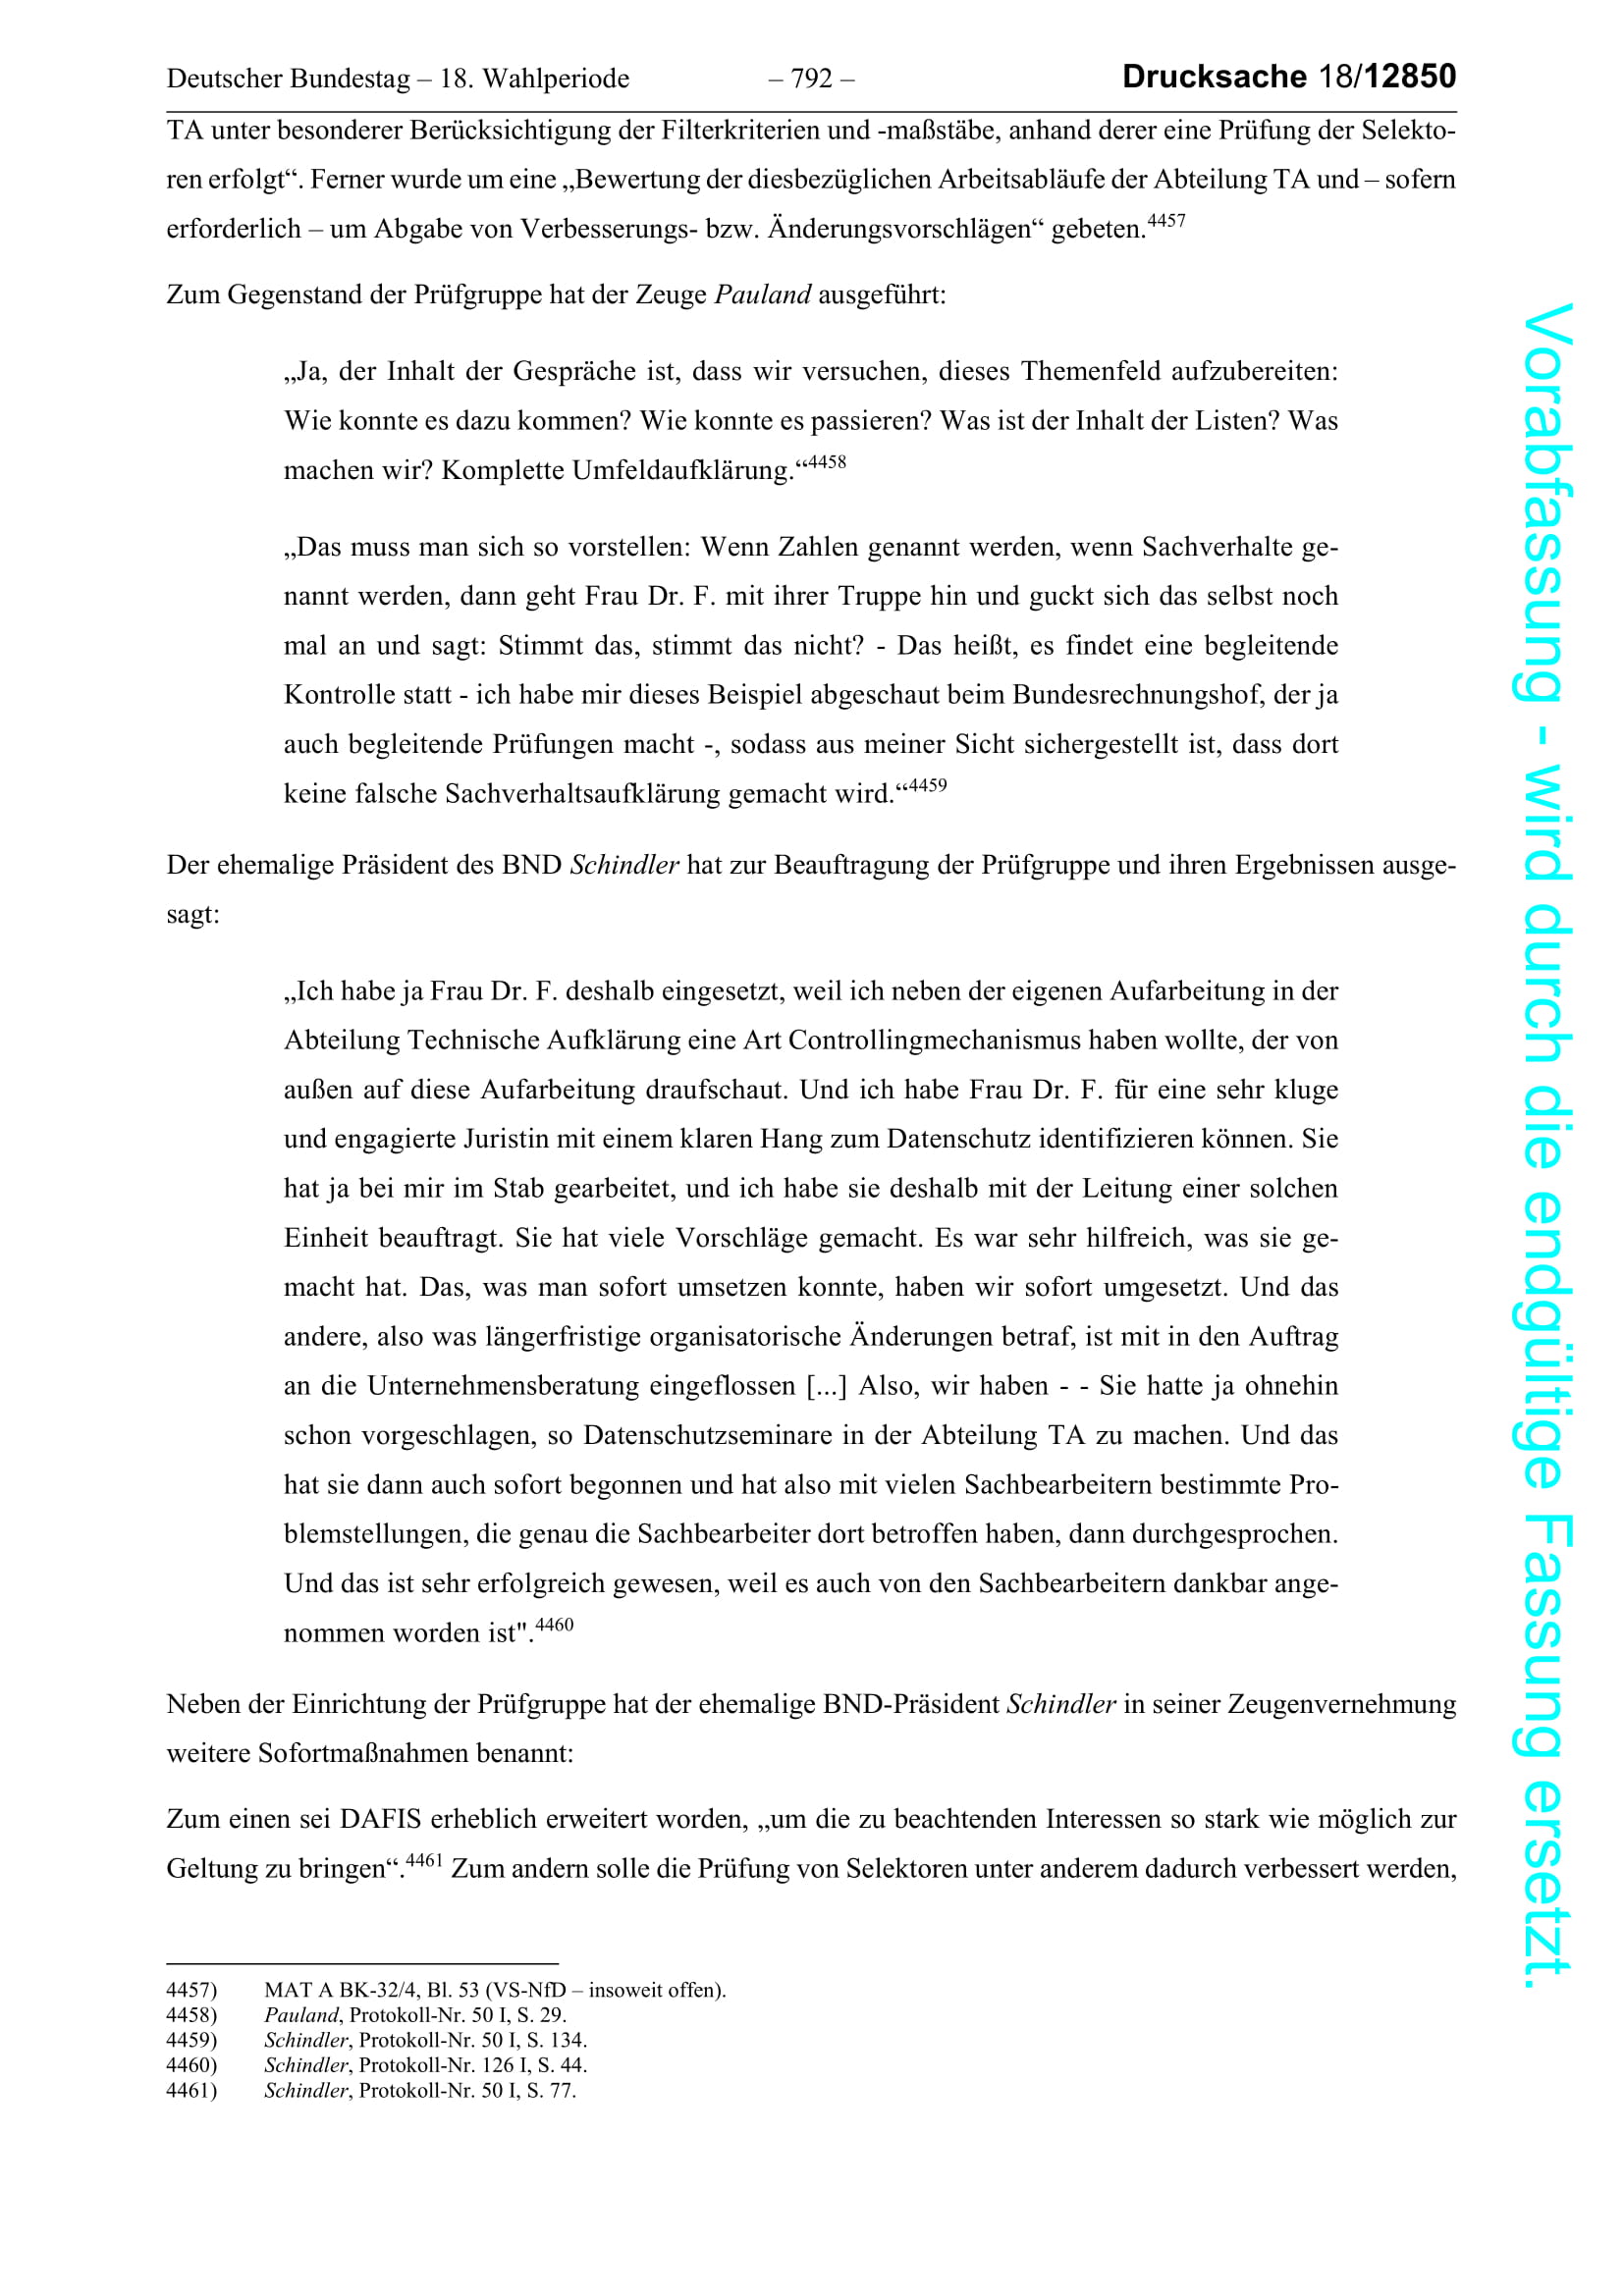 Deutscher Bundestag – 18. Wahlperiode – 792 – Drucksache 18/12850
TA unter besonderer Berücksichtigung der Filterkriterien und -maßstäbe, anhand derer eine Prüfung der Selekto-
ren erfolgt“. Ferner wurde um eine „Bewertung der diesbezüglichen Arbeitsabläufe der Abteilung TA und – sofern
erforderlich – um Abgabe von Verbesserungs- bzw. Änderungsvorschlägen“ gebeten.4457
Zum Gegenstand der Prüfgruppe hat der Zeuge Pauland ausgeführt:
„Ja, der Inhalt der Gespräche ist, dass wir versuchen, dieses Themenfeld aufzubereiten:
Wie konnte es dazu kommen? Wie konnte es passieren? Was ist der Inhalt der Listen? Was
machen wir? Komplette Umfeldaufklärung.“4458
„Das muss man sich so vorstellen: Wenn Zahlen genannt werden, wenn Sachverhalte ge-
nannt werden, dann geht Frau Dr. F. mit ihrer Truppe hin und guckt sich das selbst noch
mal an und sagt: Stimmt das, stimmt das nicht? - Das heißt, es findet eine begleitende
Kontrolle statt - ich habe mir dieses Beispiel abgeschaut beim Bundesrechnungshof, der ja
auch begleitende Prüfungen macht -, sodass aus meiner Sicht sichergestellt ist, dass dort
keine falsche Sachverhaltsaufklärung gemacht wird.“4459
Der ehemalige Präsident des BND Schindler hat zur Beauftragung der Prüfgruppe und ihren Ergebnissen ausge-
sagt:
„Ich habe ja Frau Dr. F. deshalb eingesetzt, weil ich neben der eigenen Aufarbeitung in der
Abteilung Technische Aufklärung eine Art Controllingmechanismus haben wollte, der von
außen auf diese Aufarbeitung draufschaut. Und ich habe Frau Dr. F. für eine sehr kluge
und engagierte Juristin mit einem klaren Hang zum Datenschutz identifizieren können. Sie
hat ja bei mir im Stab gearbeitet, und ich habe sie deshalb mit der Leitung einer solchen
Einheit beauftragt. Sie hat viele Vorschläge gemacht. Es war sehr hilfreich, was sie ge-
macht hat. Das, was man sofort umsetzen konnte, haben wir sofort umgesetzt. Und das
andere, also was längerfristige organisatorische Änderungen betraf, ist mit in den Auftrag
an die Unternehmensberatung eingeflossen [...] Also, wir haben - - Sie hatte ja ohnehin
schon vorgeschlagen, so Datenschutzseminare in der Abteilung TA zu machen. Und das
hat sie dann auch sofort begonnen und hat also mit vielen Sachbearbeitern bestimmte Pro-
blemstellungen, die genau die Sachbearbeiter dort betroffen haben, dann durchgesprochen.
Und das ist sehr erfolgreich gewesen, weil es auch von den Sachbearbeitern dankbar ange-
nommen worden ist".4460
Neben der Einrichtung der Prüfgruppe hat der ehemalige BND-Präsident Schindler in seiner Zeugenvernehmung
weitere Sofortmaßnahmen benannt:
Zum einen sei DAFIS erheblich erweitert worden, „um die zu beachtenden Interessen so stark wie möglich zur
Geltung zu bringen“.4461 Zum andern solle die Prüfung von Selektoren unter anderem dadurch verbessert werden,
4457) MAT A BK-32/4, Bl. 53 (VS-NfD – insoweit offen).
4458) Pauland, Protokoll-Nr. 50 I, S. 29.
4459) Schindler, Protokoll-Nr. 50 I, S. 134.
4460) Schindler, Protokoll-Nr. 126 I, S. 44.
4461) Schindler, Protokoll-Nr. 50 I, S. 77.
Vorabfassung - wird durch die endgültige Fassung ersetzt.